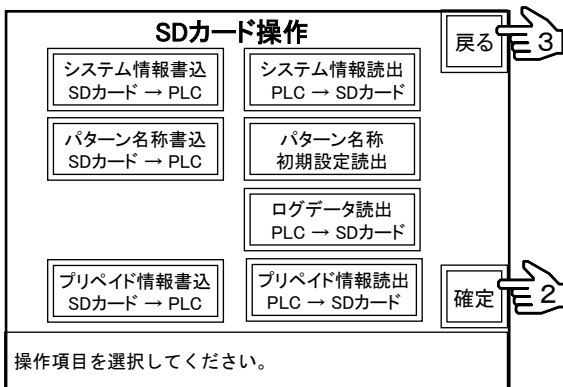 SDカード操作
戻る
3
システム情報書込
SDカード → PLC
システム情報読出
PLC → SDカード
パターン名称書込
SDカード → PLC
パターン名称
初期設定読出
ログデータ読出
PLC → SDカード
プリペイド情報書込
SDカード → PLC
プリペイド情報読出
PLC → SDカード
確定
2
操作項目を選択してください。